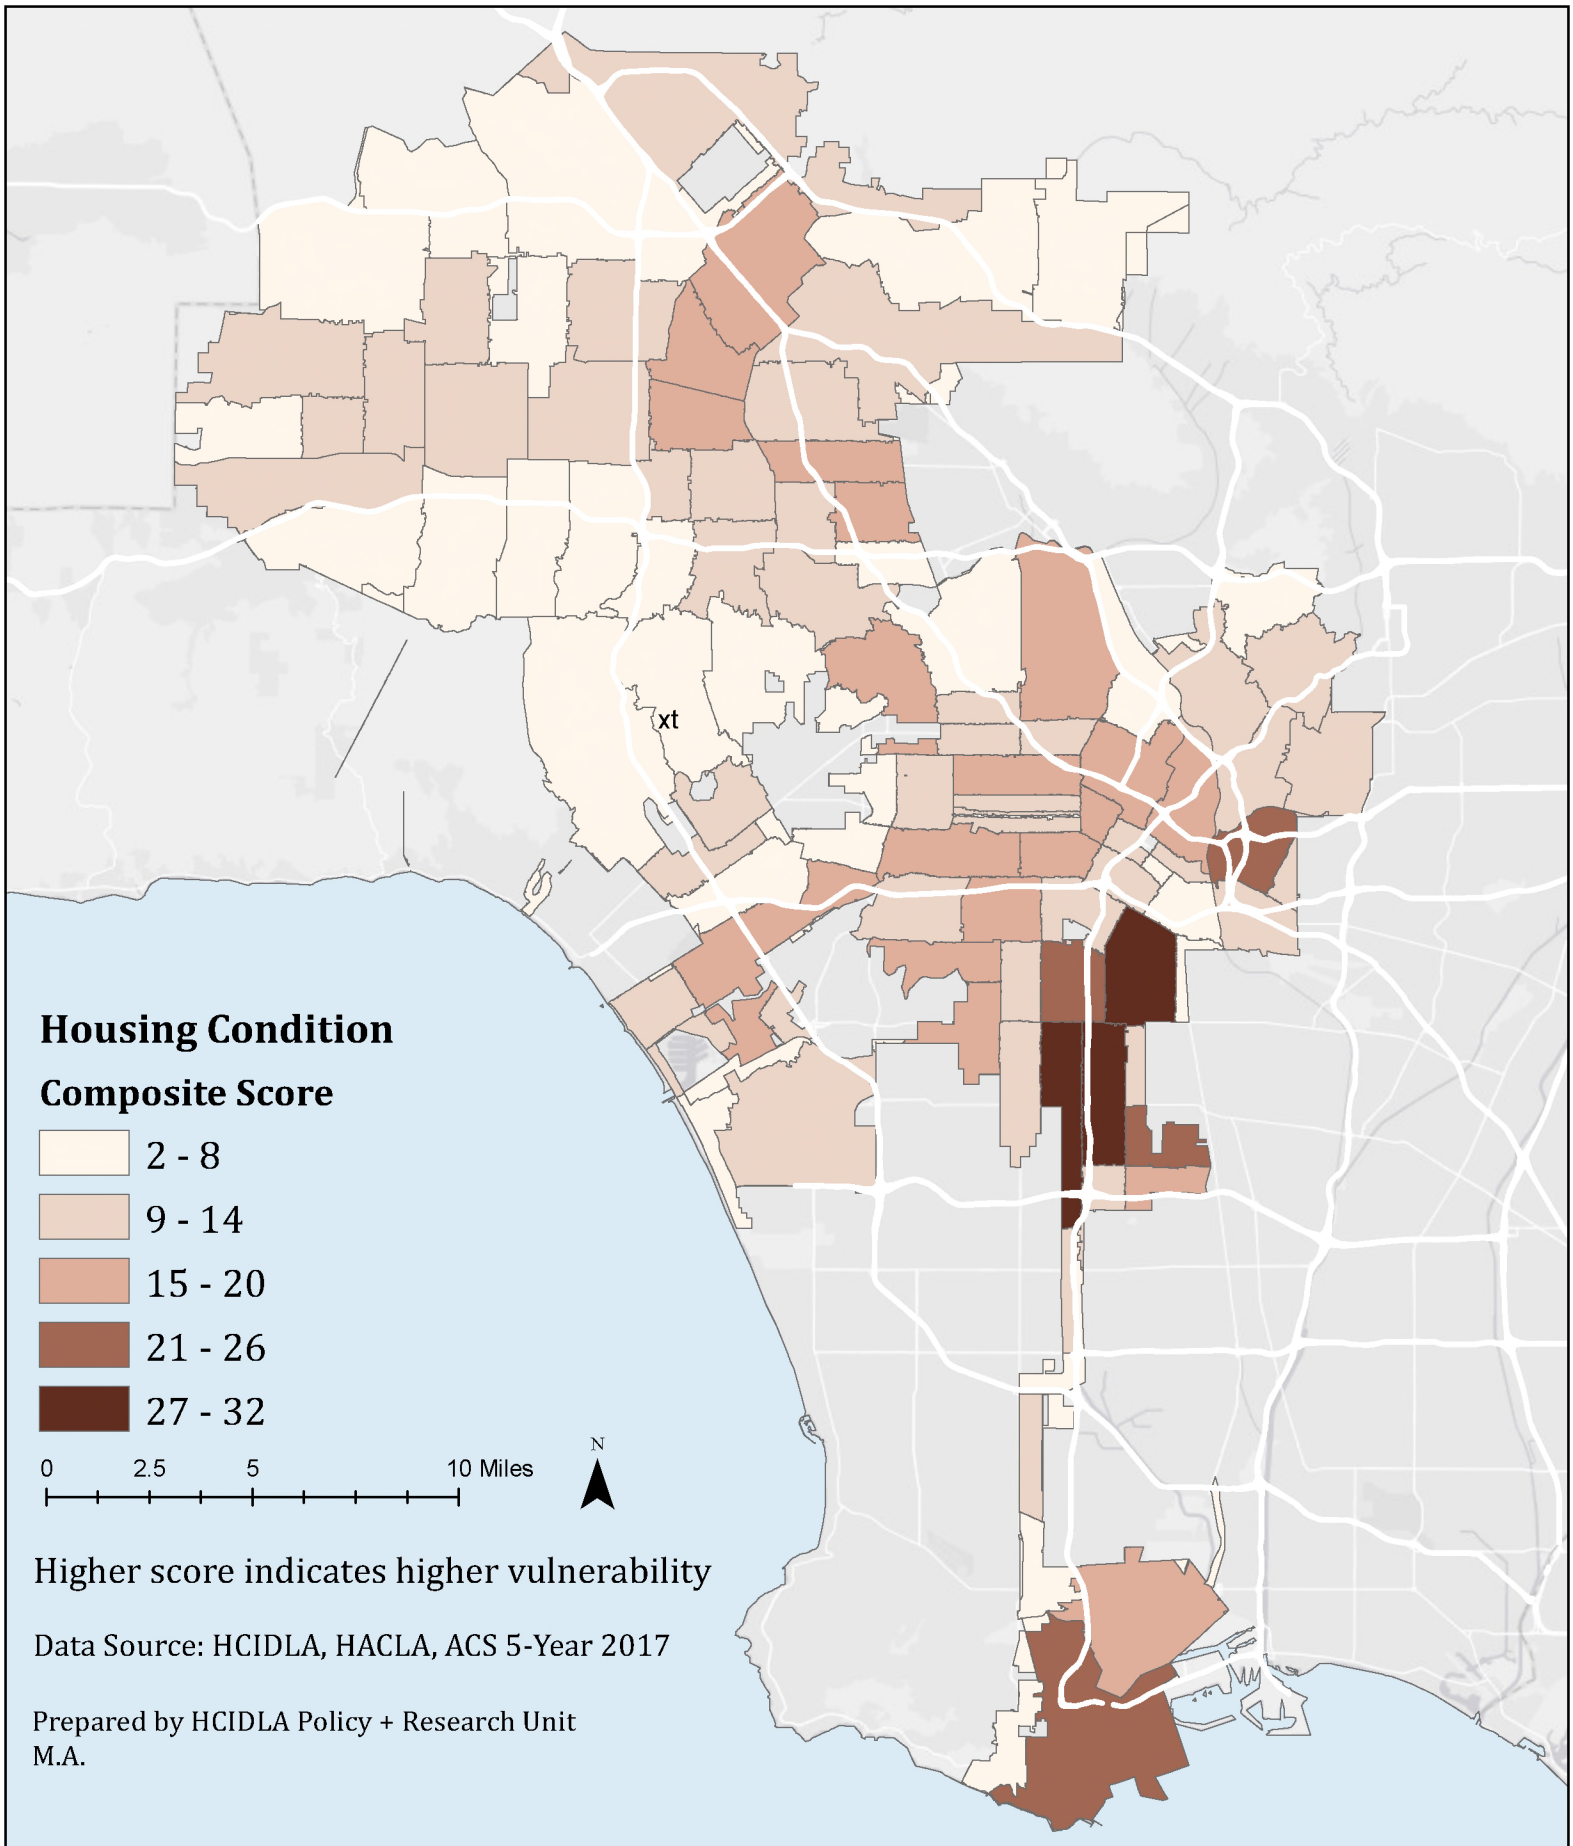 xt
Housing Condition
Composite Score
2 - 8
9 - 14
15 - 20
21 - 26
27 - 32
0 2.5 5 10 Miles
N
Higher score indicates higher vulnerability
Data Source: HCIDLA, HACLA, ACS 5-Year 2017
Prepared by HCIDLA Policy + Research Unit
M.A.